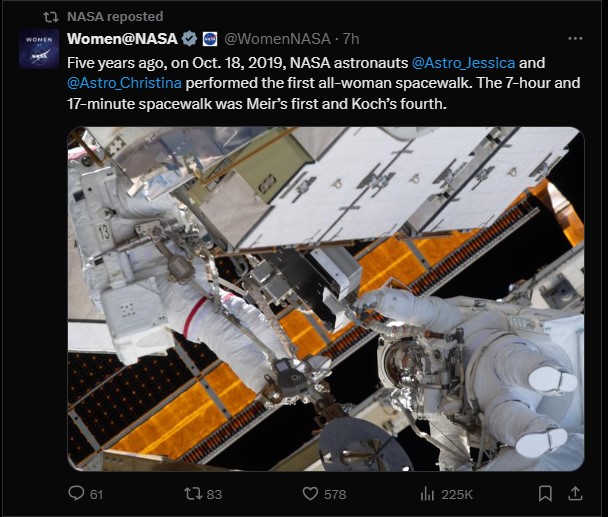 NASA reposted
Women@NASA @WomenNASA · 7h
WOMEN
NASA
Five years ago, on Oct. 18, 2019, NASA astronauts @Astro_Jessica and
@Astro_Christina performed the first all-woman spacewalk. The 7-hour and
17-minute spacewalk was Meir's first and Koch's fourth.
13
61 83 578 225K